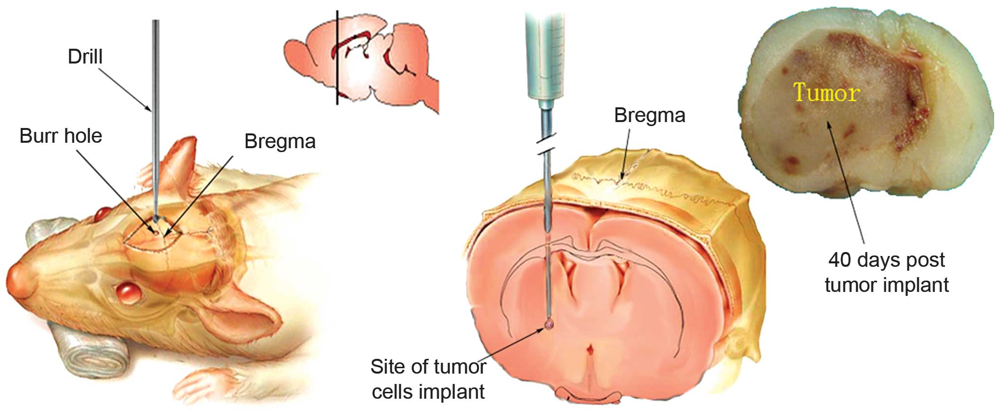 Drill
Burr hole
Bregma
Bregma
Site of tumor
cells implant
Tumor
40 days post
tumor implant